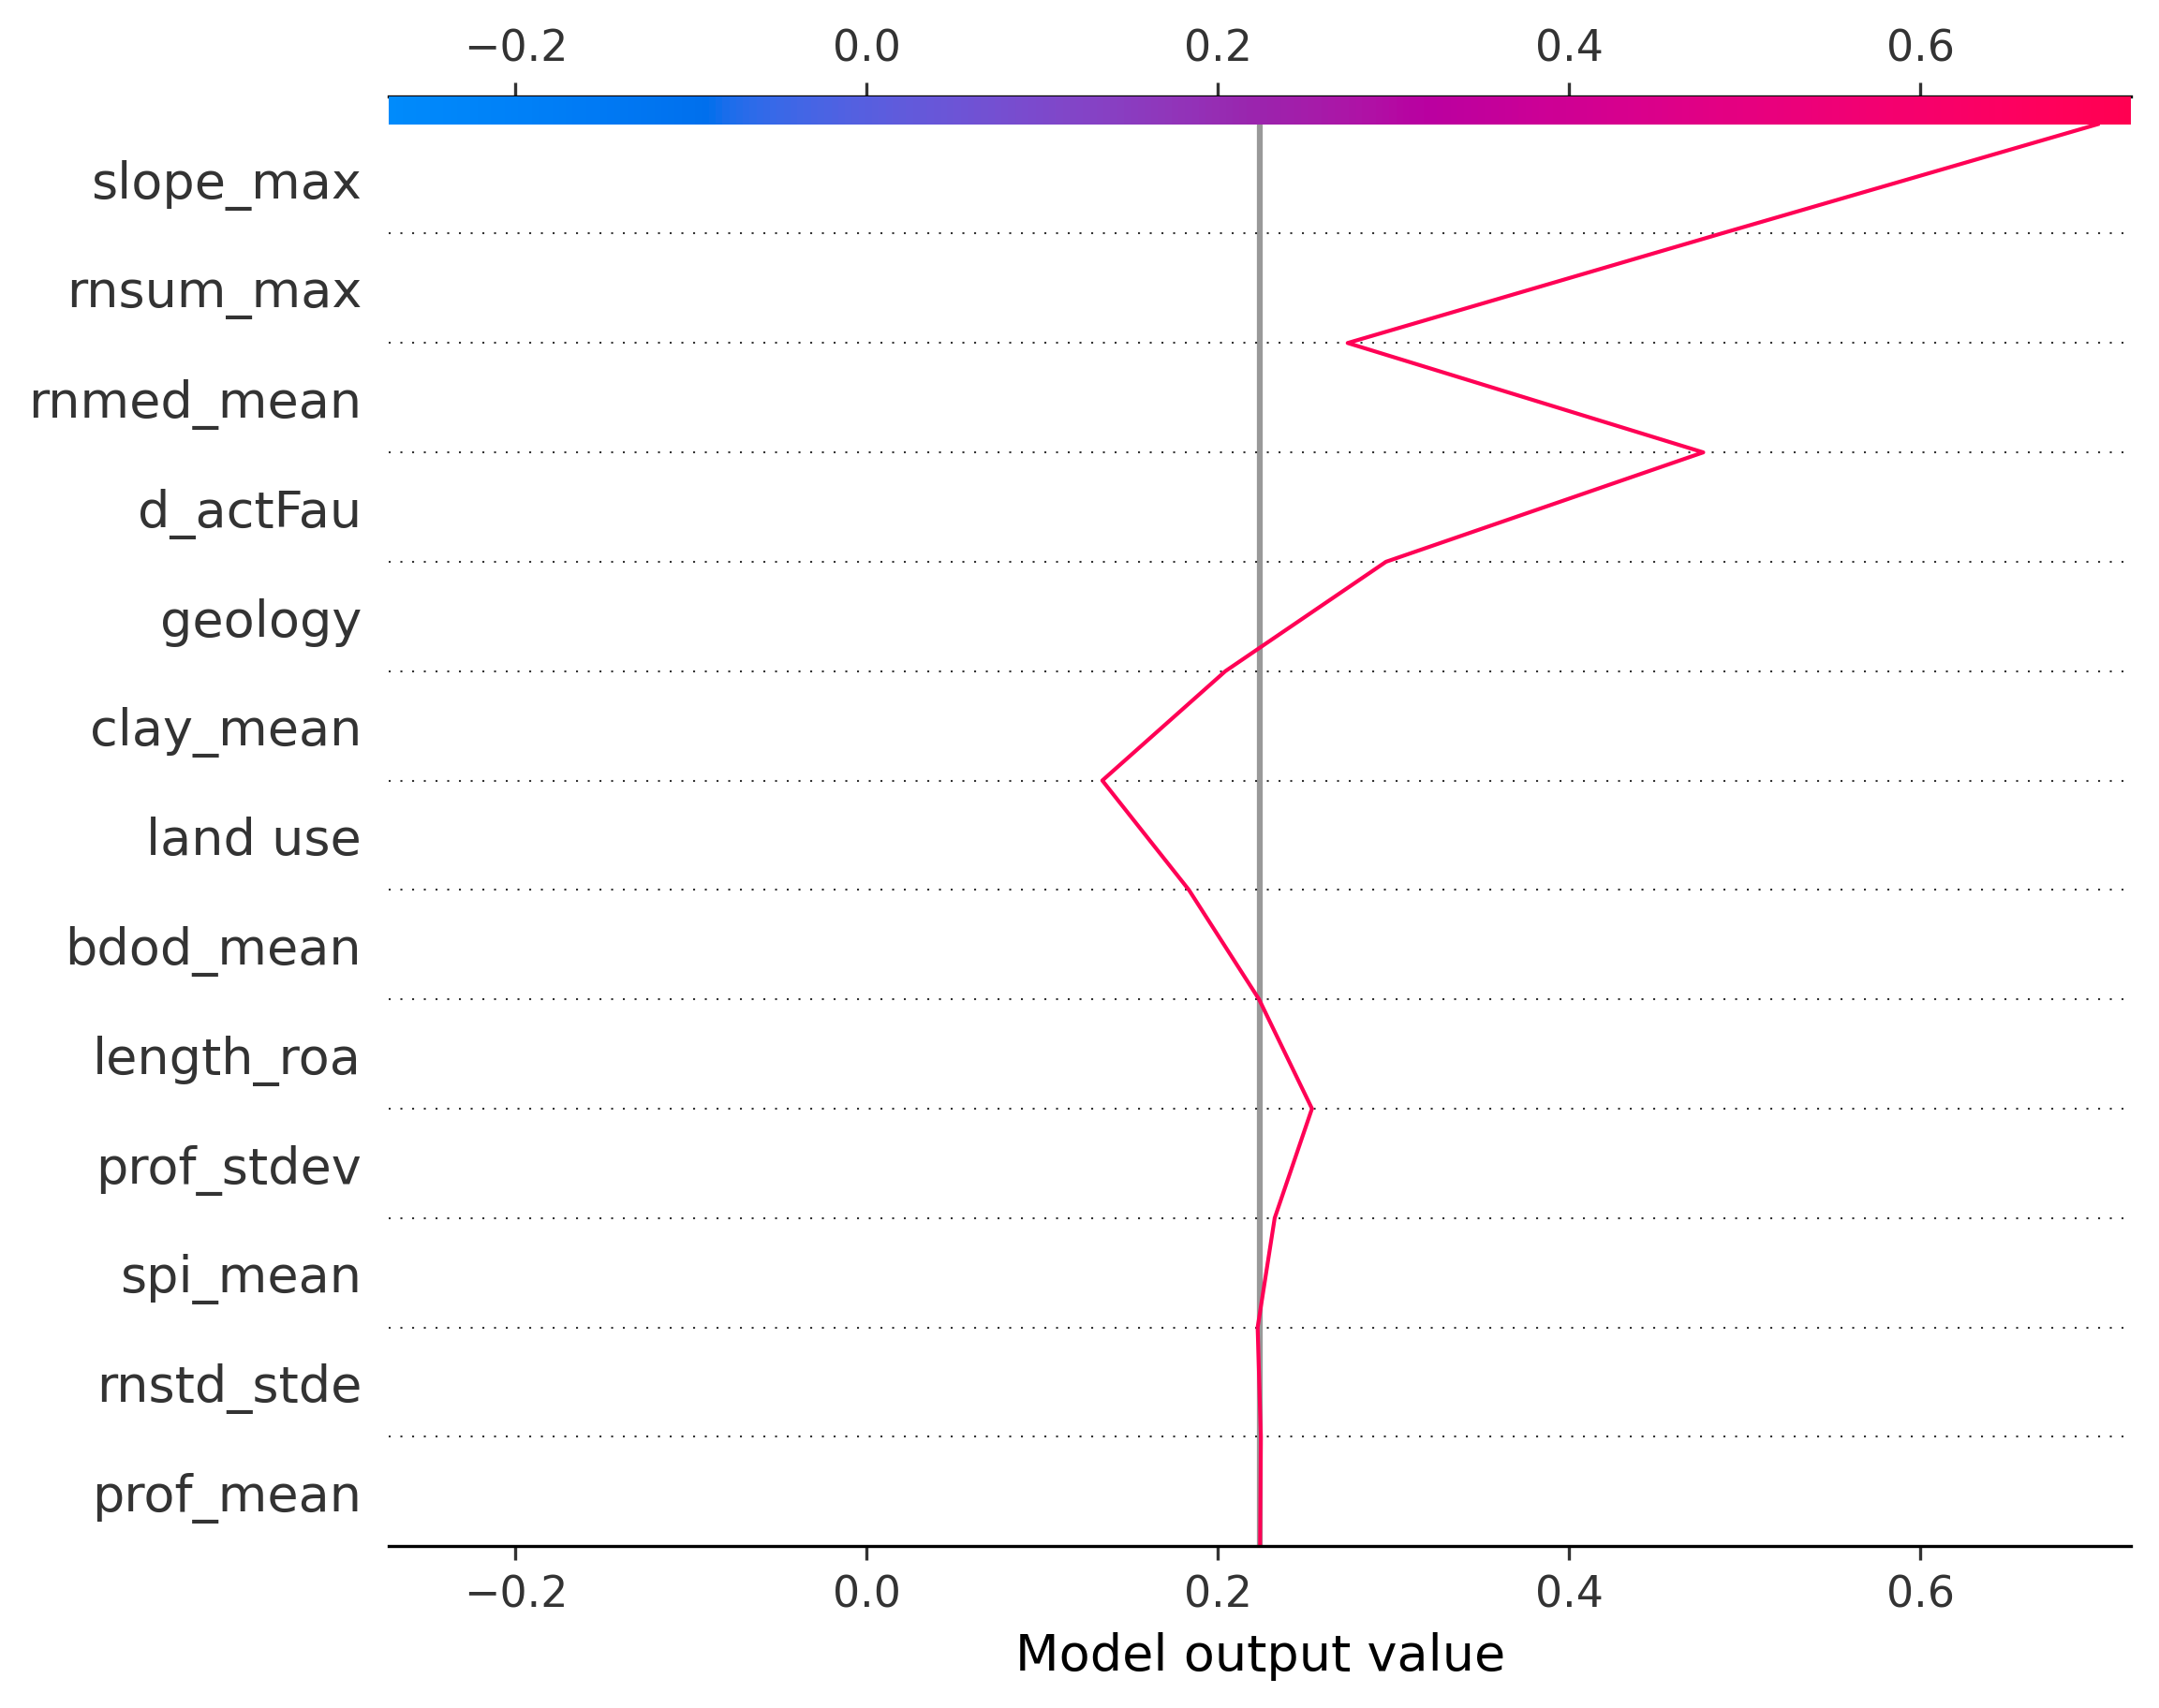 −0.2 0.0 0.2 0.4 0.6
slope_max
rnsum_max
rnmed_mean
d_actFau
geology
clay_mean
land use
bdod_mean
length_roa
prof_stdev
spi_mean
rnstd_stde
prof_mean
−0.2 0.0 0.2 0.4 0.6
Model output value